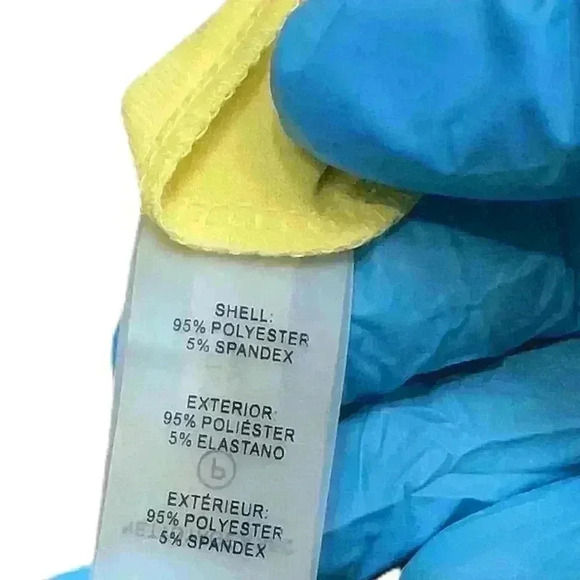 SHELL:
95% POLYESTER
5% SPANDEX
EXTERIOR:
95% POLIÉSTER
5% ELASTANO
EXTÉRIEUR:
95% POLYESTER
5% SPANDEX